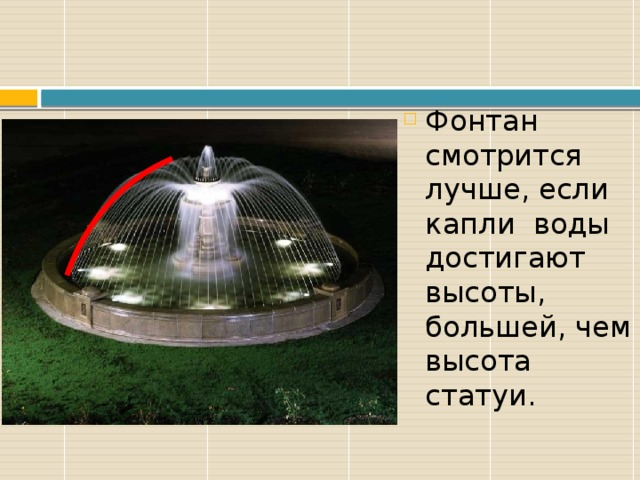 Фонтан
смотрится
лучше, если
капли воды
достигают
высоты,
большей, чем
высота
статуи.